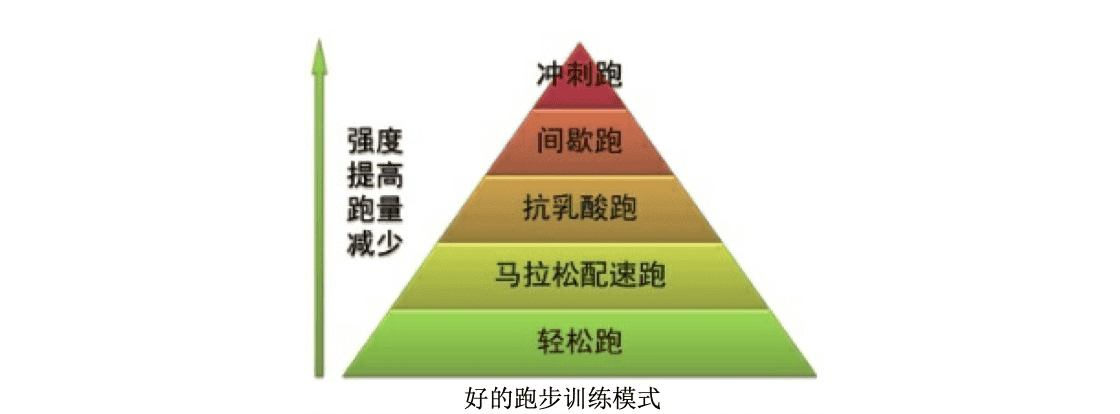 冲刺跑
间歇跑
抗乳酸跑
马拉松配速跑
轻松跑
强度
提高
跑量
减少
好的跑步训练模式